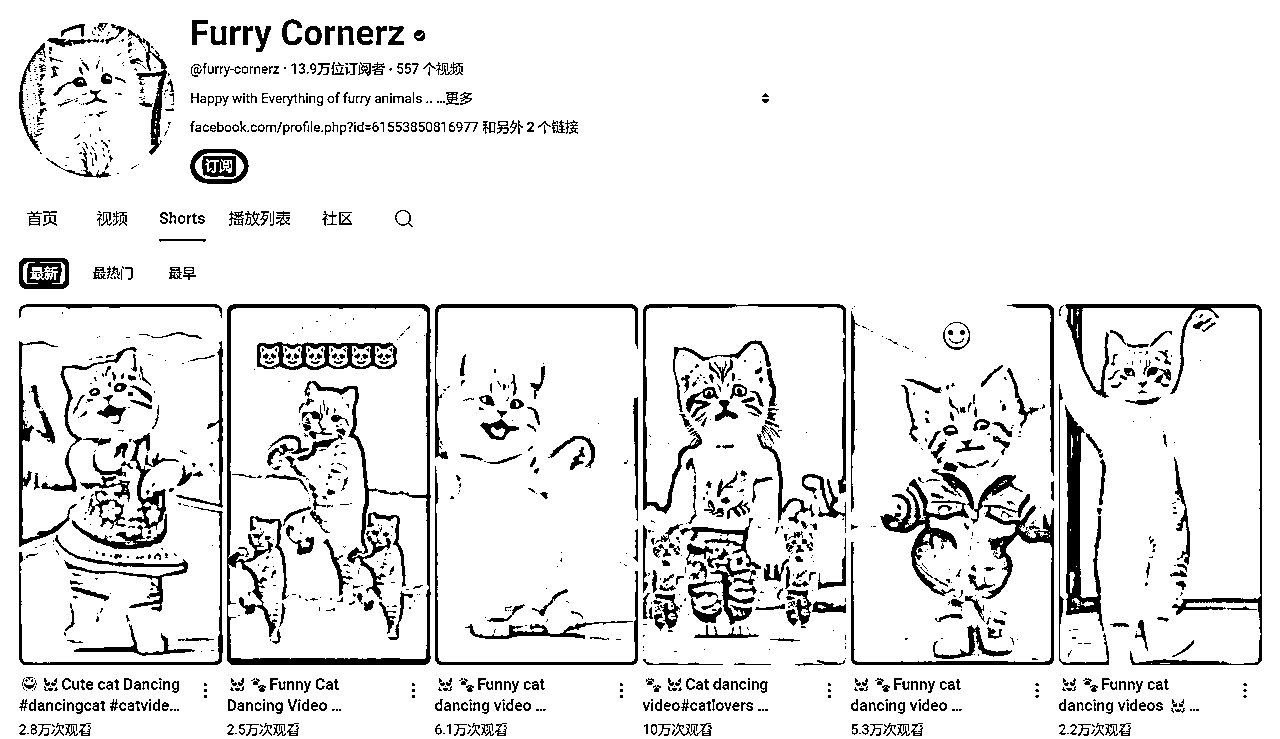 Furry Cornerz
@furry-cornerz · 13.9万位订阅者 · 557 个视频
Happy with Everything of furry animals .. ...更多
facebook.com/profile.php?id=61553850816977 和另外 2 个链接
订阅
首页 视频 Shorts 播放列表 社区
最新 最热门 最早
Cute cat Dancing
#dancingcat #catvide...
2.8万次观看
Funny Cat
Dancing Video ...
2.5万次观看
Funny cat
dancing video ...
6.1万次观看
Cat dancing
video#catlovers ...
10万次观看
Funny cat
dancing video ...
5.3万次观看
Funny cat
dancing videos ...
2.2万次观看